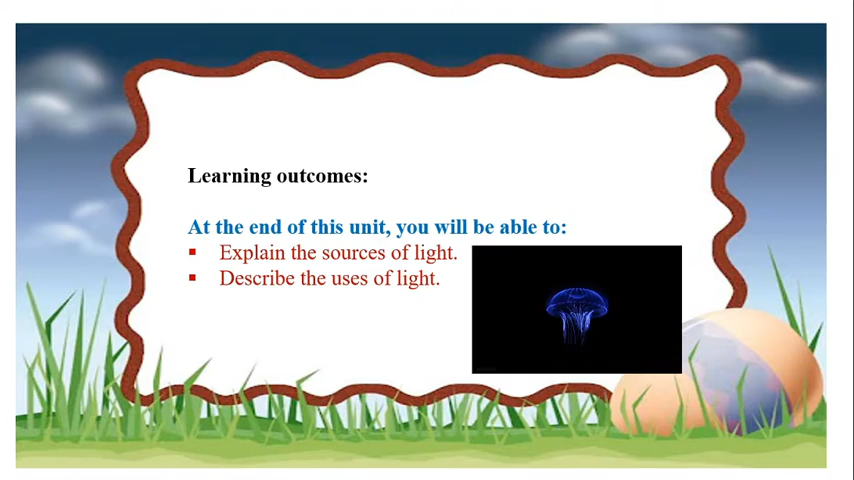 Learning outcomes:
At the end of this unit, you will be able to:
▪ Explain the sources of light.
▪ Describe the uses of light.